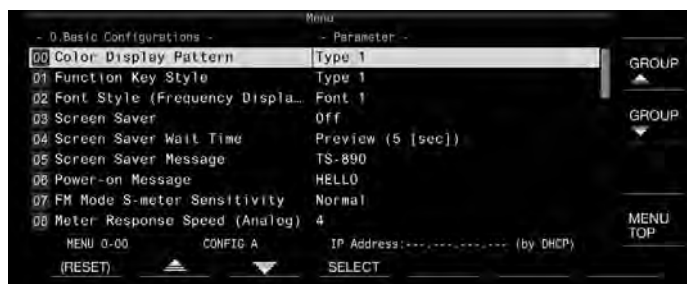 Menu
- 0.Basic Configurations - - Parameter -
00 Color Display Pattern Type 1
01 Function Key Style Type 1
02 Font Style (Frequency Displa… Font 1
03 Screen Saver Off
04 Screen Saver Wait Time Preview (5 [sec])
05 Screen Saver Message TS-890
06 Power-on Message HELLO
07 FM Mode S-meter Sensitivity Normal
08 Meter Response Speed (Analog) 4
MENU 0-00 CONFIG A IP Address:---.---.---.--- (by DHCP)
(RESET) SELECT
GROUP
GROUP
MENU
TOP